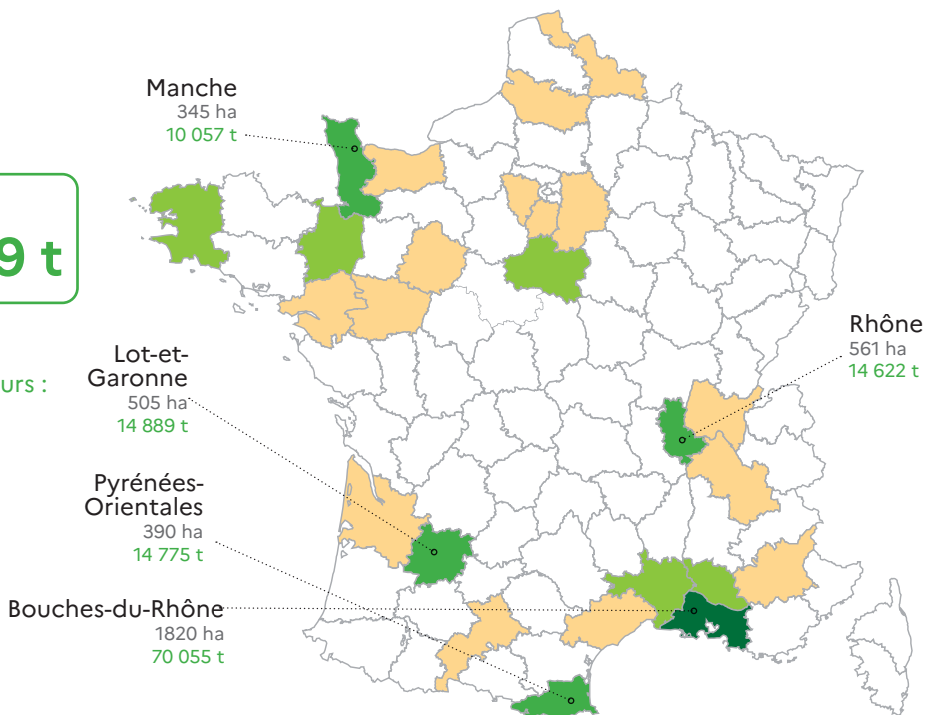 Manche
345 ha
10 057 t
9 t
urs :
Rhône
561 ha
14 622 t
Lot-et-
Garonne
505 ha
14 889 t
Pyrénées-
Orientales
390 ha
14 775 t
Bouches-du-Rhône
1820 ha
70 055 t